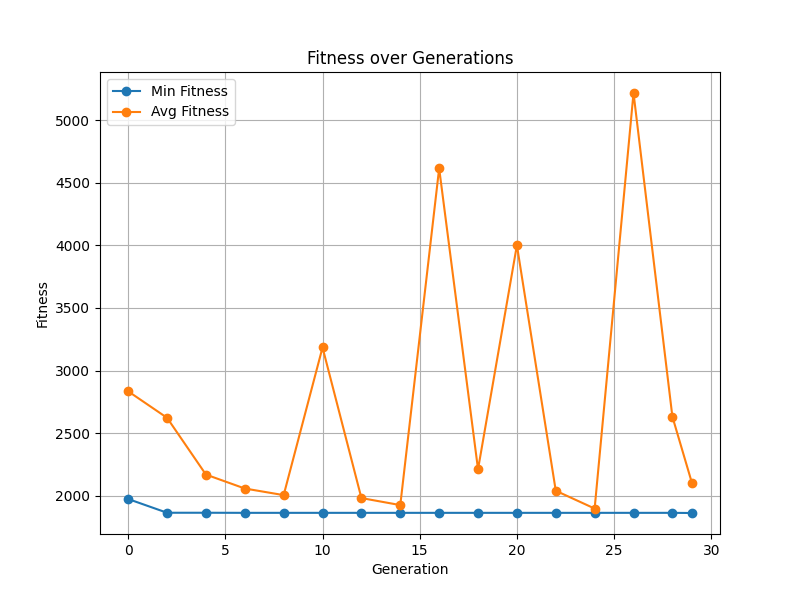 Fitness over Generations
Min Fitness
Avg Fitness
5000
4500
4000
3500
3000
2500
2000
Fitness
0 5 10 15 20 25 30
Generation